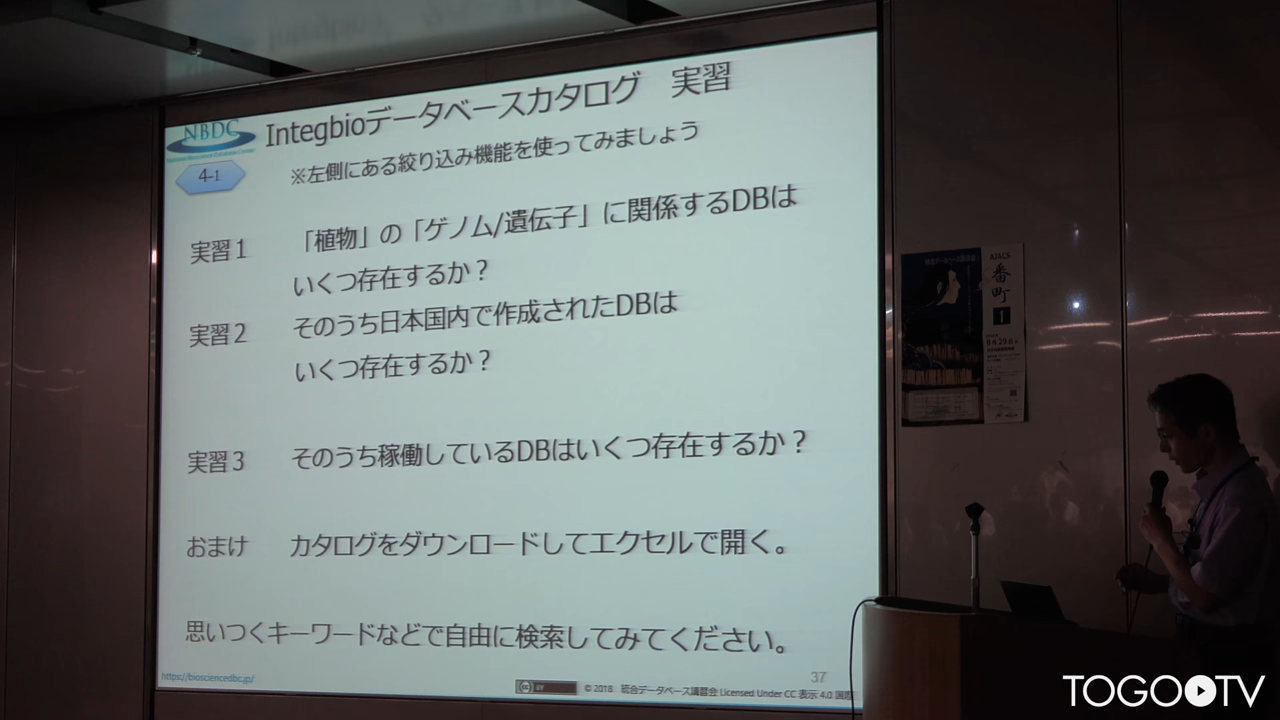 NBDC
Integbioデータベースカタログ　実習
※左側にある絞り込み機能を使ってみましょう
4-1
実習１　「植物」の「ゲノム/遺伝子」に関係するDBは
いくつ存在するか？
実習２　そのうち日本国内で作成されたDBは
いくつ存在するか？
実習３　そのうち稼働しているDBはいくつ存在するか？
おまけ　カタログをダウンロードしてエクセルで開く。
思いつくキーワードなどで自由に検索してみてください。
https://biosciencedbc.jp/
37
cc BY
© 2018 統合データベース講習会 Licensed Under CC 表示 4.0 国際
AJACS
番町
1
TOGOTV